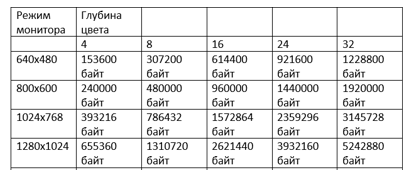 Режим Глубина
монитора цвета
4 8 16 24 32
640x480 153600 307200 614400 921600 1228800
байт байт байт байт байт
800x600 240000 480000 960000 1440000 1920000
байт байт байт байт байт
1024x768 393216 786432 1572864 2359296 3145728
байт байт байт байт байт
1280x1024 655360 1310720 2621440 3932160 5242880
байт байт байт байт байт